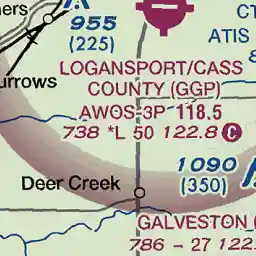 955
(225)
CT
ATIS
LOGANSPORT/CASS
COUNTY (GGP)
AWOS-3P 118.5
738 *L 50 122.8 C
1090
(350)
Deer Creek
GALVESTON (
786 - 27 122.